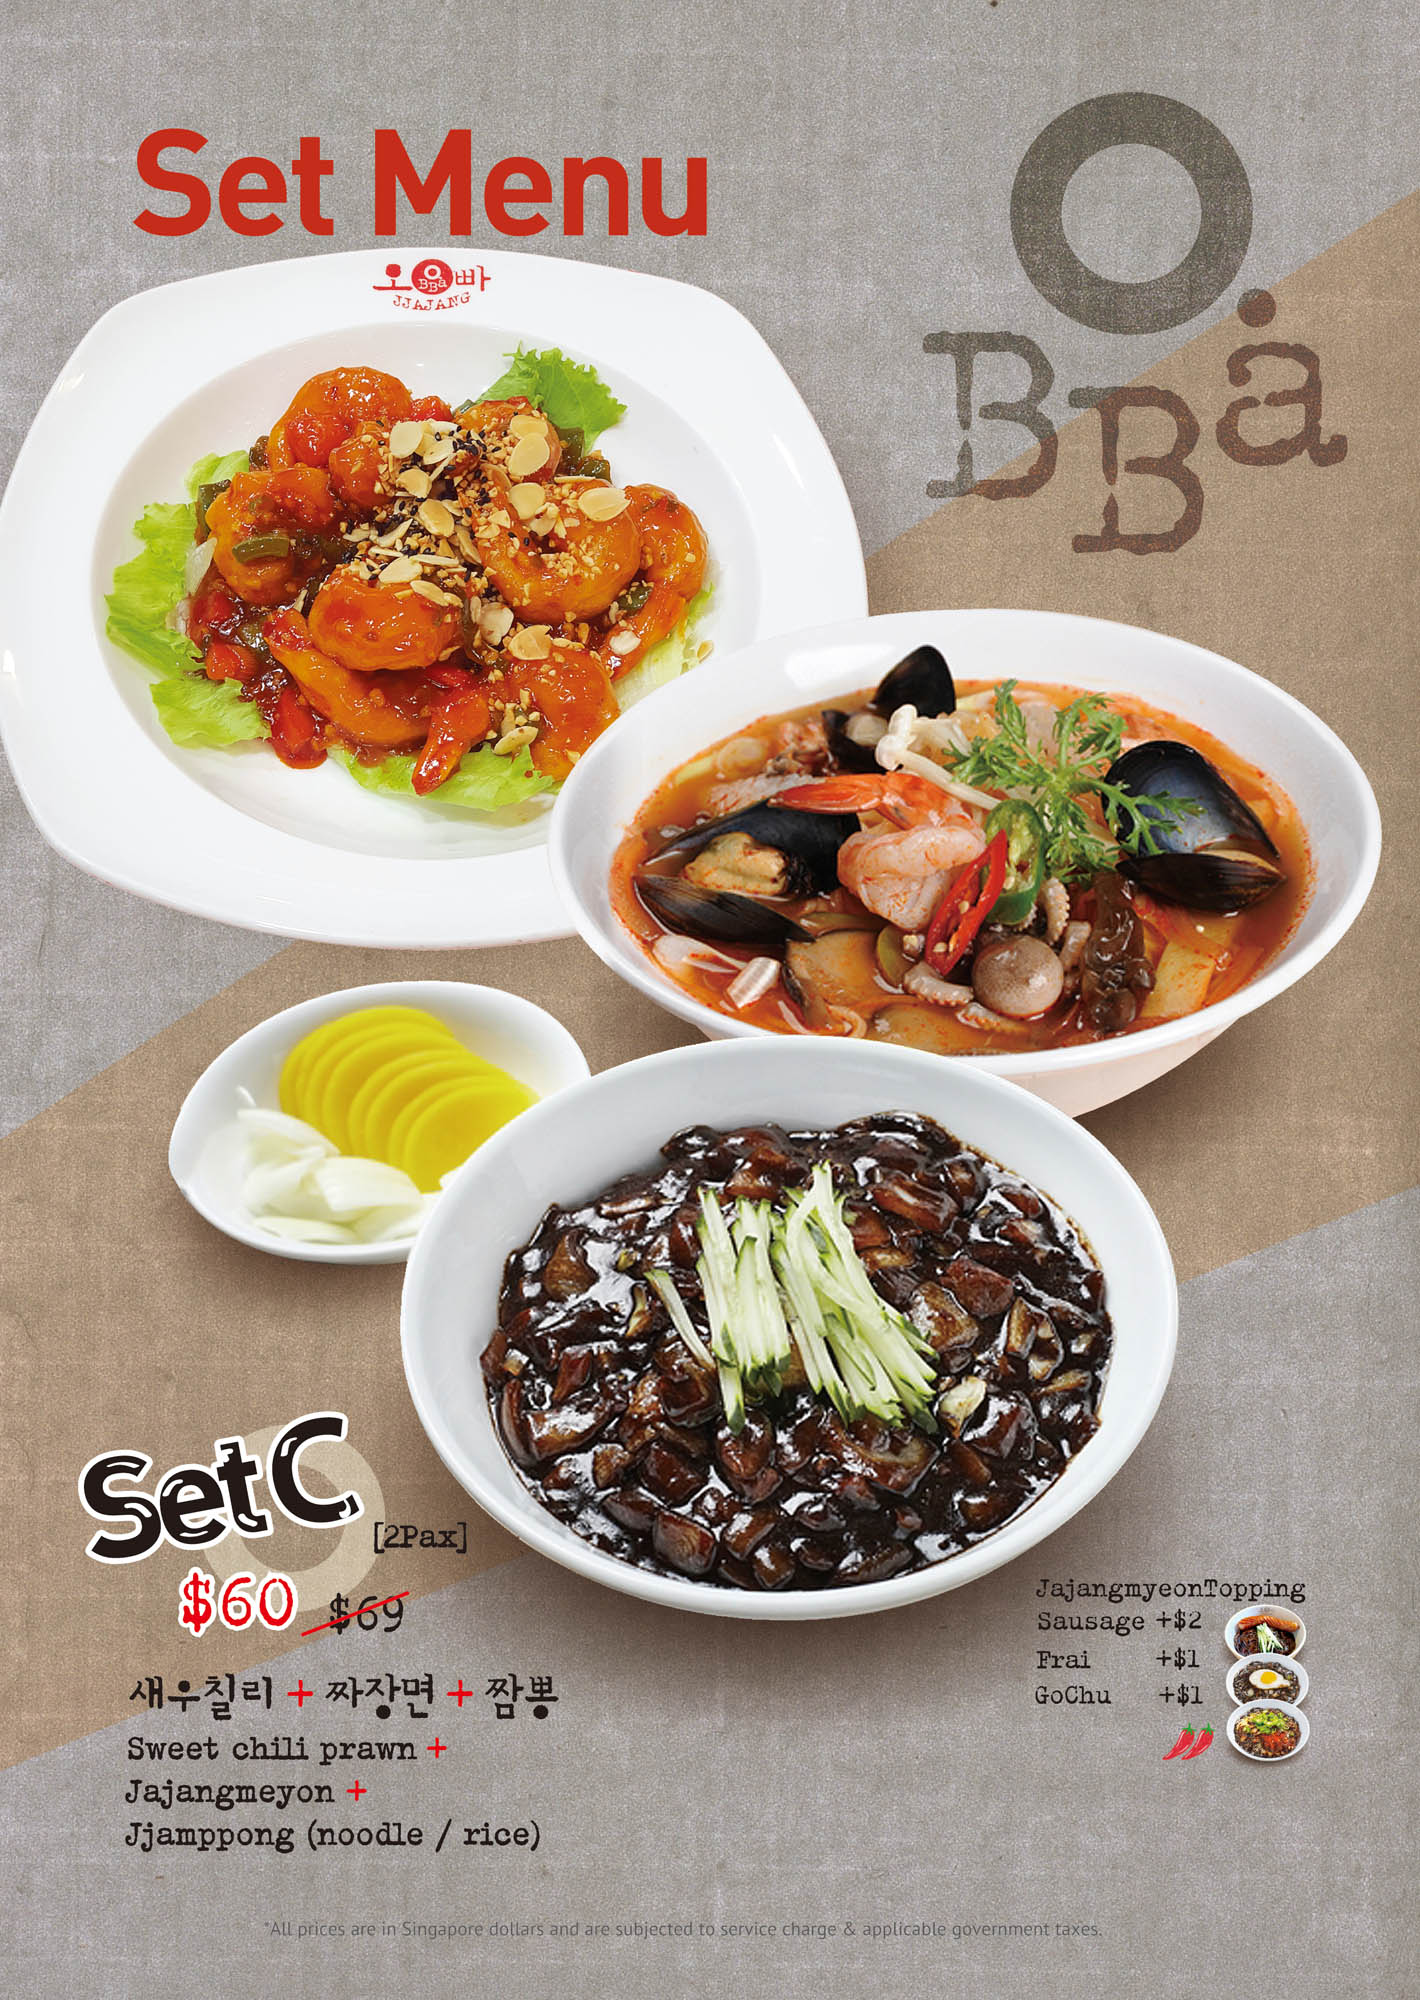 Set Menu
오 OBBa 빠
JJAJANG
O
BBa
Set C
[2Pax]
$60 $69
새우칠리 + 짜장면 + 짬뽕
Sweet chili prawn +
Jajangmeyon +
Jjamppong (noodle / rice)
JajangmyeonTopping
Sausage +$2
Frai +$1
GoChu +$1
*All prices are in Singapore dollars and are subjected to service charge & applicable government taxes.